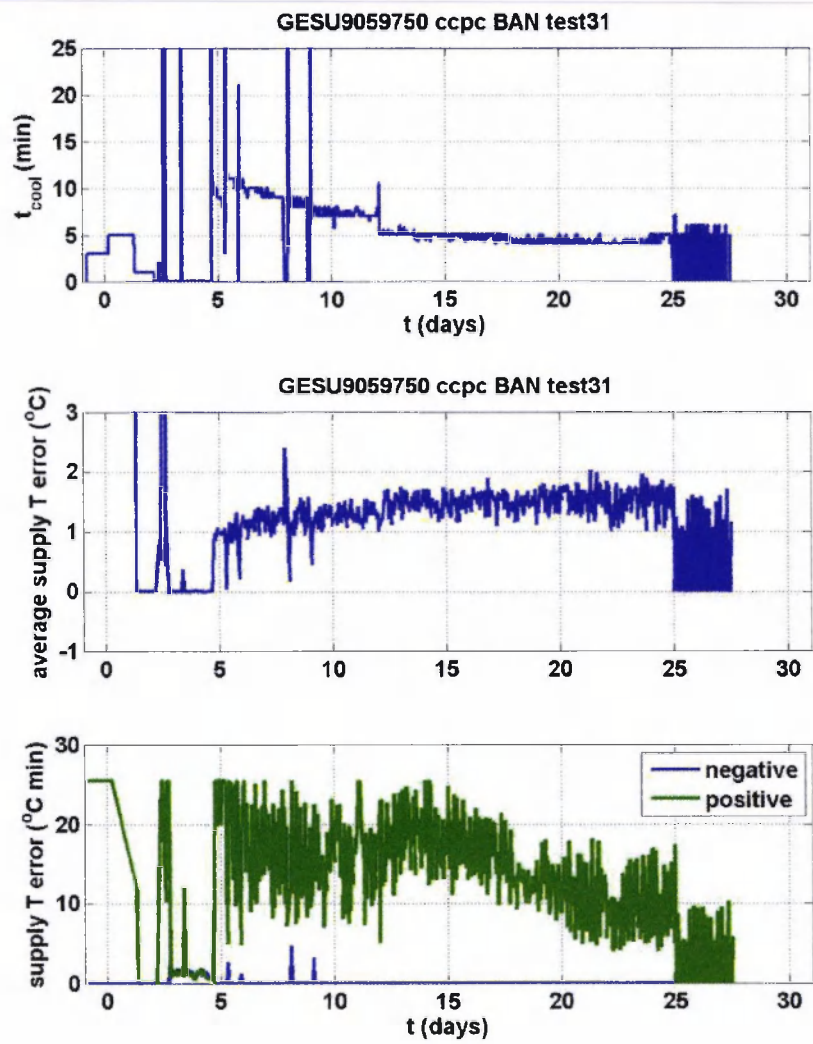 GESU9059750 ccpc BAN test31
25
20
15
10
5
0
t_cool (min)
0 5 10 15 20 25 30
t (days)
GESU9059750 ccpc BAN test31
3
2
1
0
-1
average supply T error (°C)
0 5 10 15 20 25 30
30
20
10
0
supply T error (°C min)
negative
positive
0 5 10 15 20 25 30
t (days)